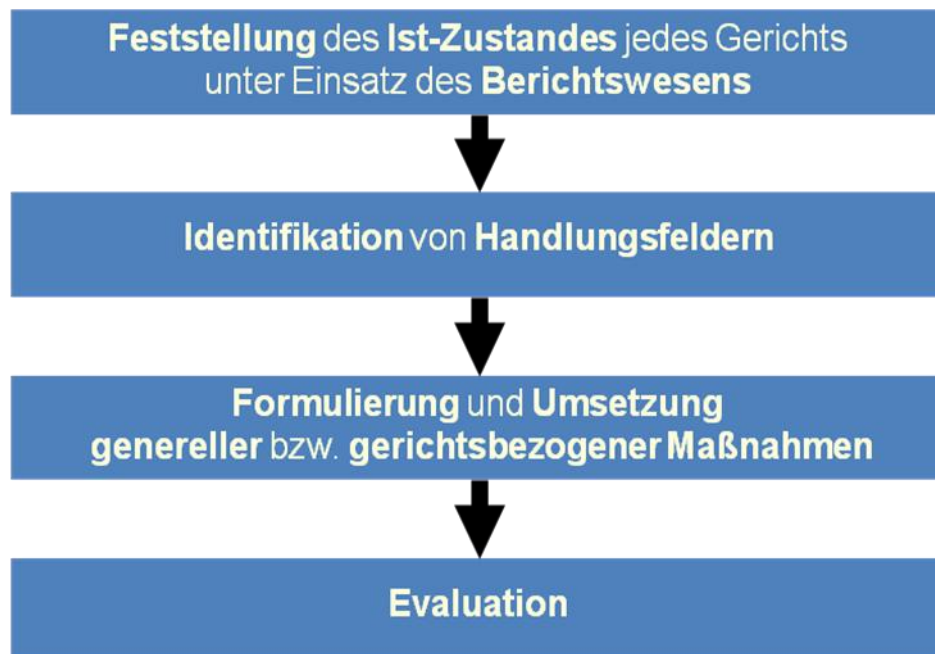 Feststellung des Ist-Zustandes jedes Gerichts
unter Einsatz des Berichtswesens
Identifikation von Handlungsfeldern
Formulierung und Umsetzung
genereller bzw. gerichtsbezogener Maßnahmen
Evaluation